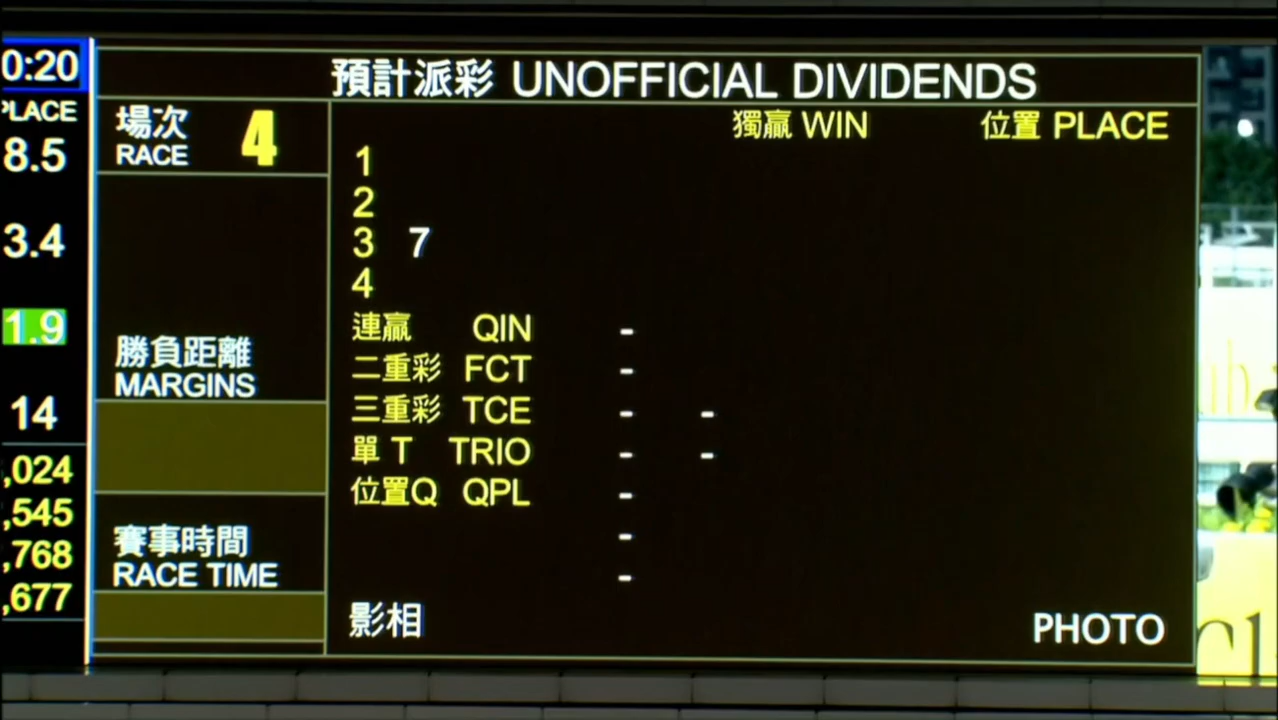 0:20
PLACE
8.5
3.4
1.9
14
,024
,545
,768
,677
預計派彩 UNOFFICIAL DIVIDENDS
場次
RACE 4
勝負距離
MARGINS
賽事時間
RACE TIME
獨贏 WIN 位置 PLACE
1
2
3 7
4
連贏 QIN -
二重彩 FCT -
三重彩 TCE - -
單 T TRIO - -
位置Q QPL -
-
-
影相 PHOTO